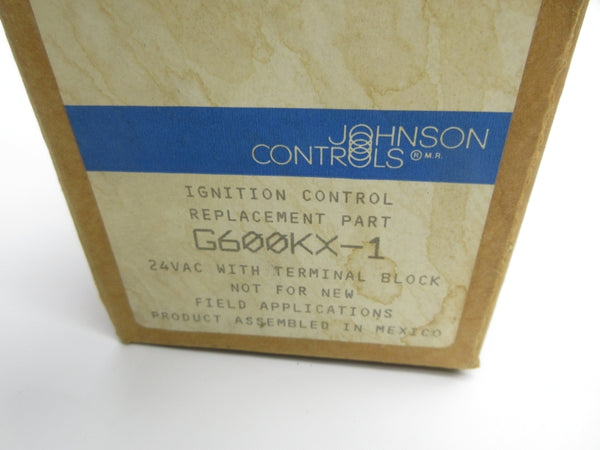 JOHNSON
CONTROLS ® M.R.
IGNITION CONTROL
REPLACEMENT PART
G600KX-1
24VAC WITH TERMINAL BLOCK
NOT FOR NEW
FIELD APPLICATIONS
PRODUCT ASSEMBLED IN MEXICO